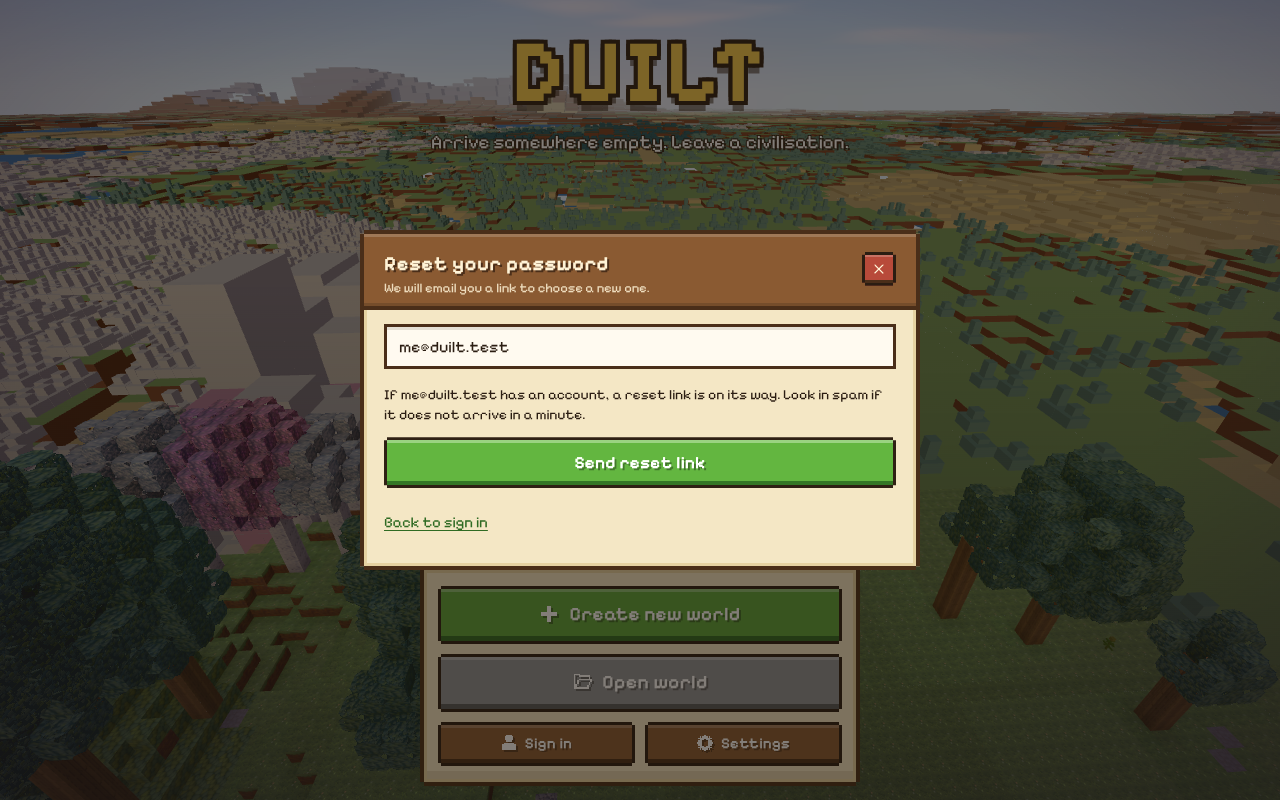 DUILT
Arrive somewhere empty. Leave a civilisation.
Reset your password
We will email you a link to choose a new one.
me@duilt.test
If me@duilt.test has an account, a reset link is on its way. Look in spam if
it does not arrive in a minute.
Send reset link
Back to sign in
Create new world
Open world
Sign in
Settings